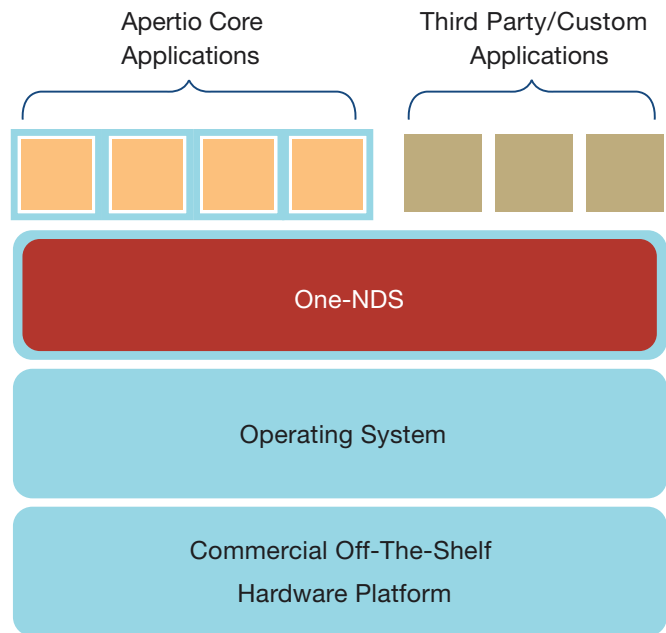 Apertio Core
Applications
Third Party/Custom
Applications
One-NDS
Operating System
Commercial Off-The-Shelf
Hardware Platform